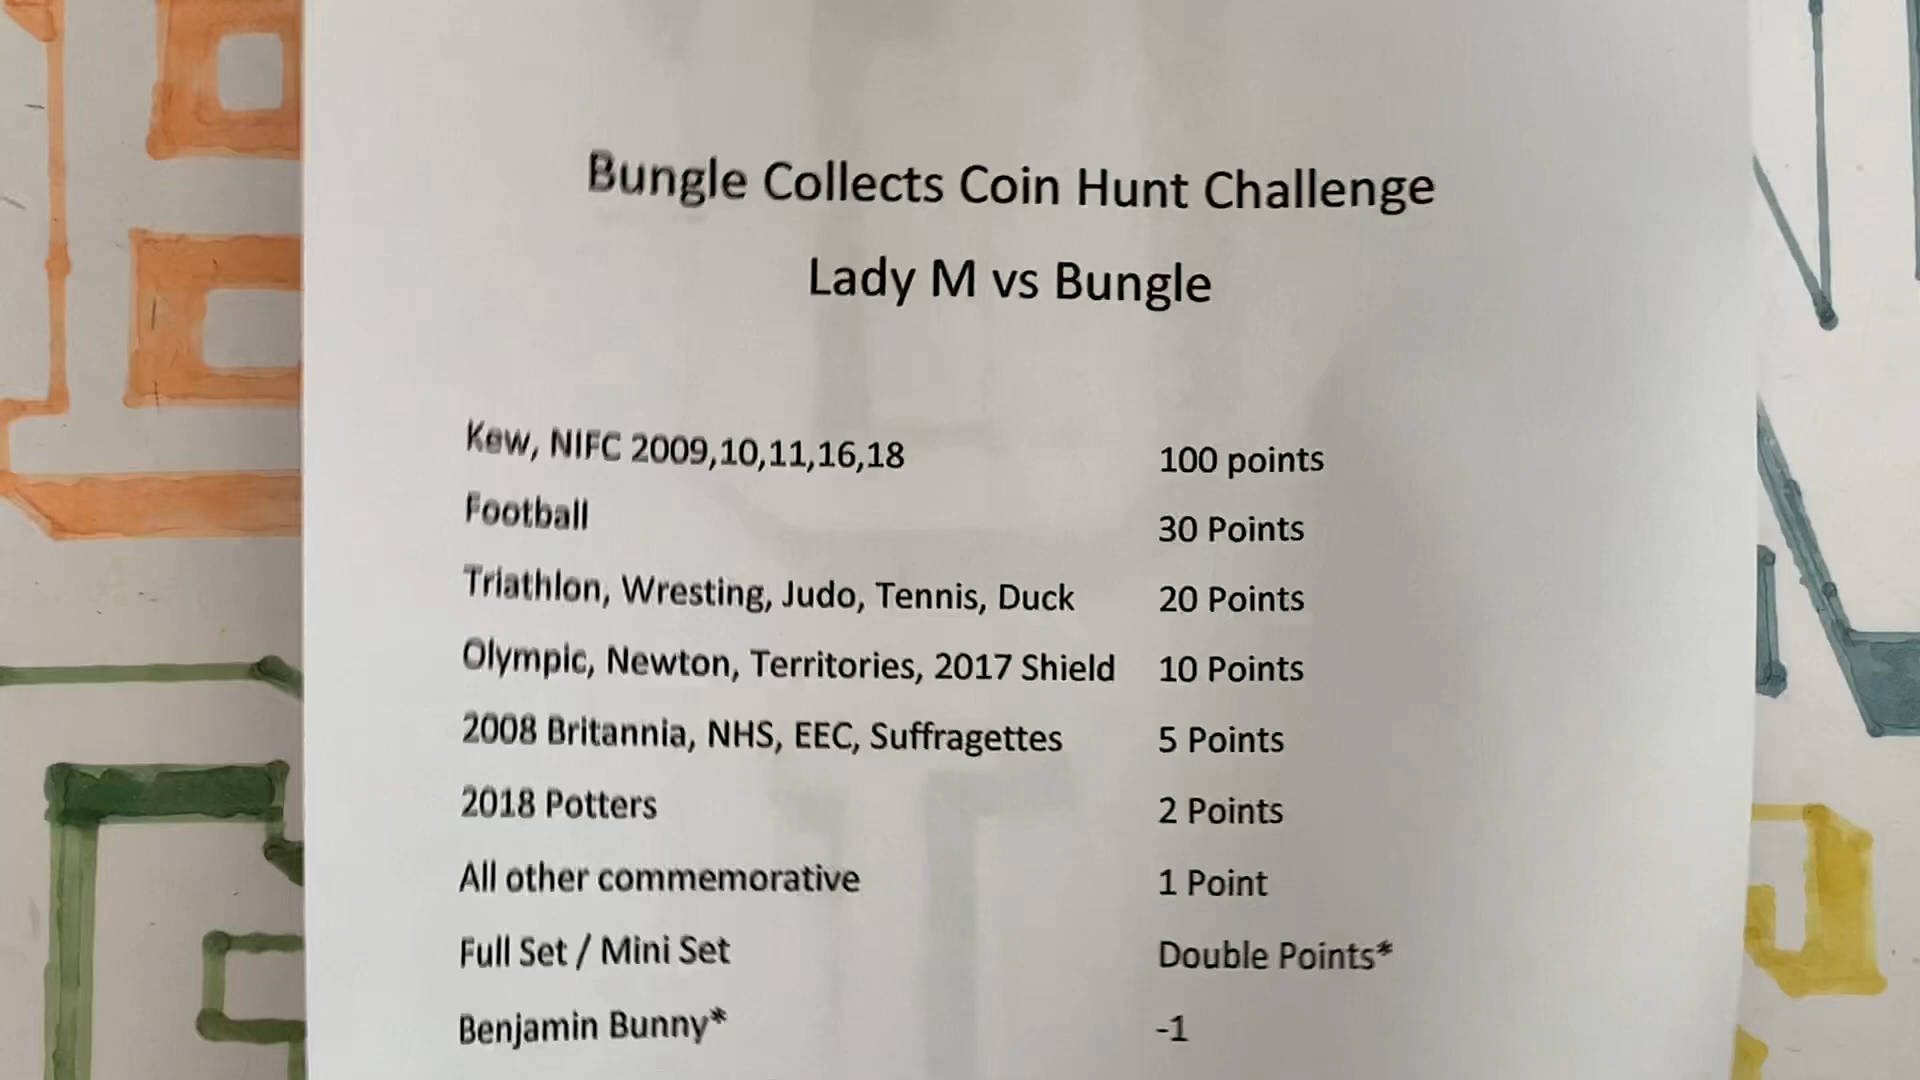 Bungle Collects Coin Hunt Challenge
Lady M vs Bungle
Kew, NIFC 2009,10,11,16,18 100 points
Football 30 Points
Triathlon, Wresting, Judo, Tennis, Duck 20 Points
Olympic, Newton, Territories, 2017 Shield 10 Points
2008 Britannia, NHS, EEC, Suffragettes 5 Points
2018 Potters 2 Points
All other commemorative 1 Point
Full Set / Mini Set Double Points*
Benjamin Bunny* -1